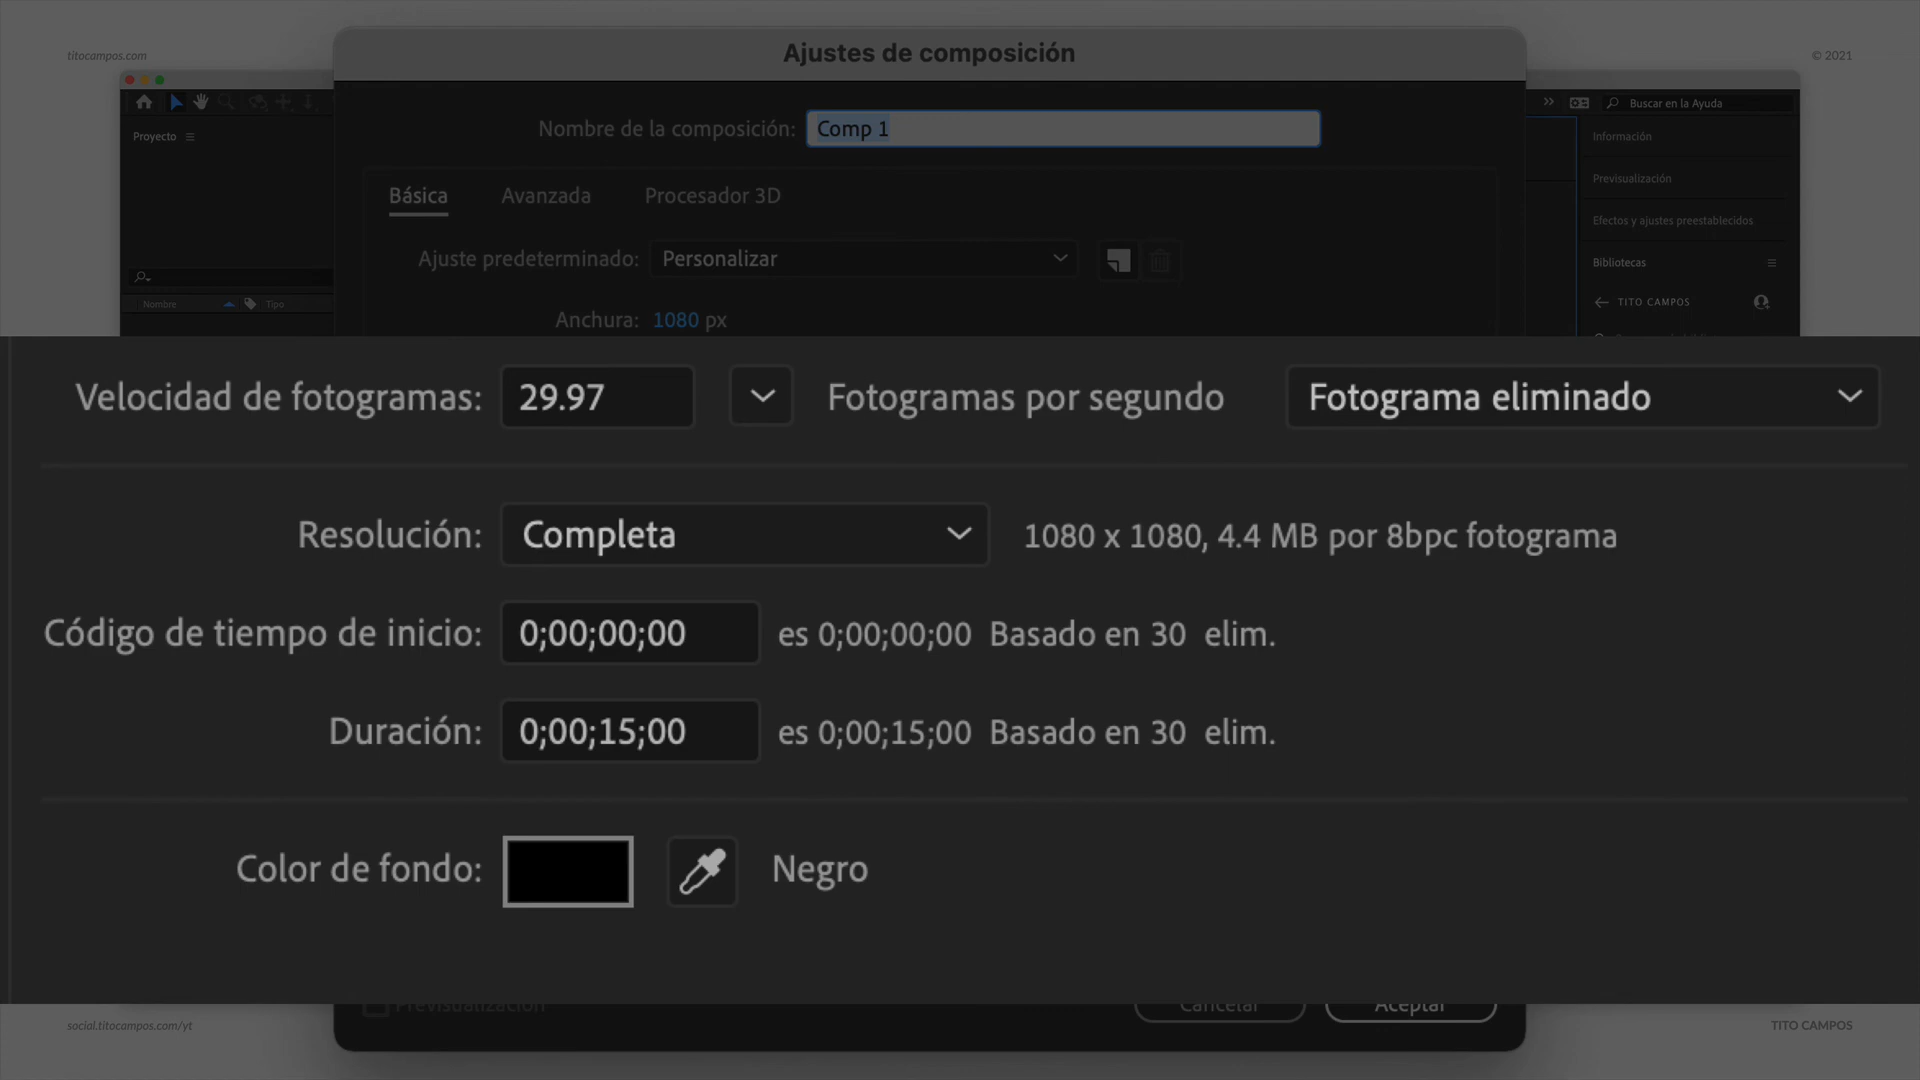 titocampos.com
© 2021
Ajustes de composición
Buscar en la Ayuda
Nombre de la composición: Comp 1
Proyecto
Información
Previsualización
Básica Avanzada Procesador 3D
Efectos y ajustes preestablecidos
Ajuste predeterminado: Personalizar
Bibliotecas
Nombre Tipo
TITO CAMPOS
Anchura: 1080 px
Velocidad de fotogramas: 29.97 Fotogramas por segundo Fotograma eliminado
Resolución: Completa 1080 x 1080, 4.4 MB por 8bpc fotograma
Código de tiempo de inicio: 0;00;00;00 es 0;00;00;00 Basado en 30 elim.
Duración: 0;00;15;00 es 0;00;15;00 Basado en 30 elim.
Color de fondo: Negro
Previsualización Cancelar Aceptar
social.titocampos.com/yt
TITO CAMPOS